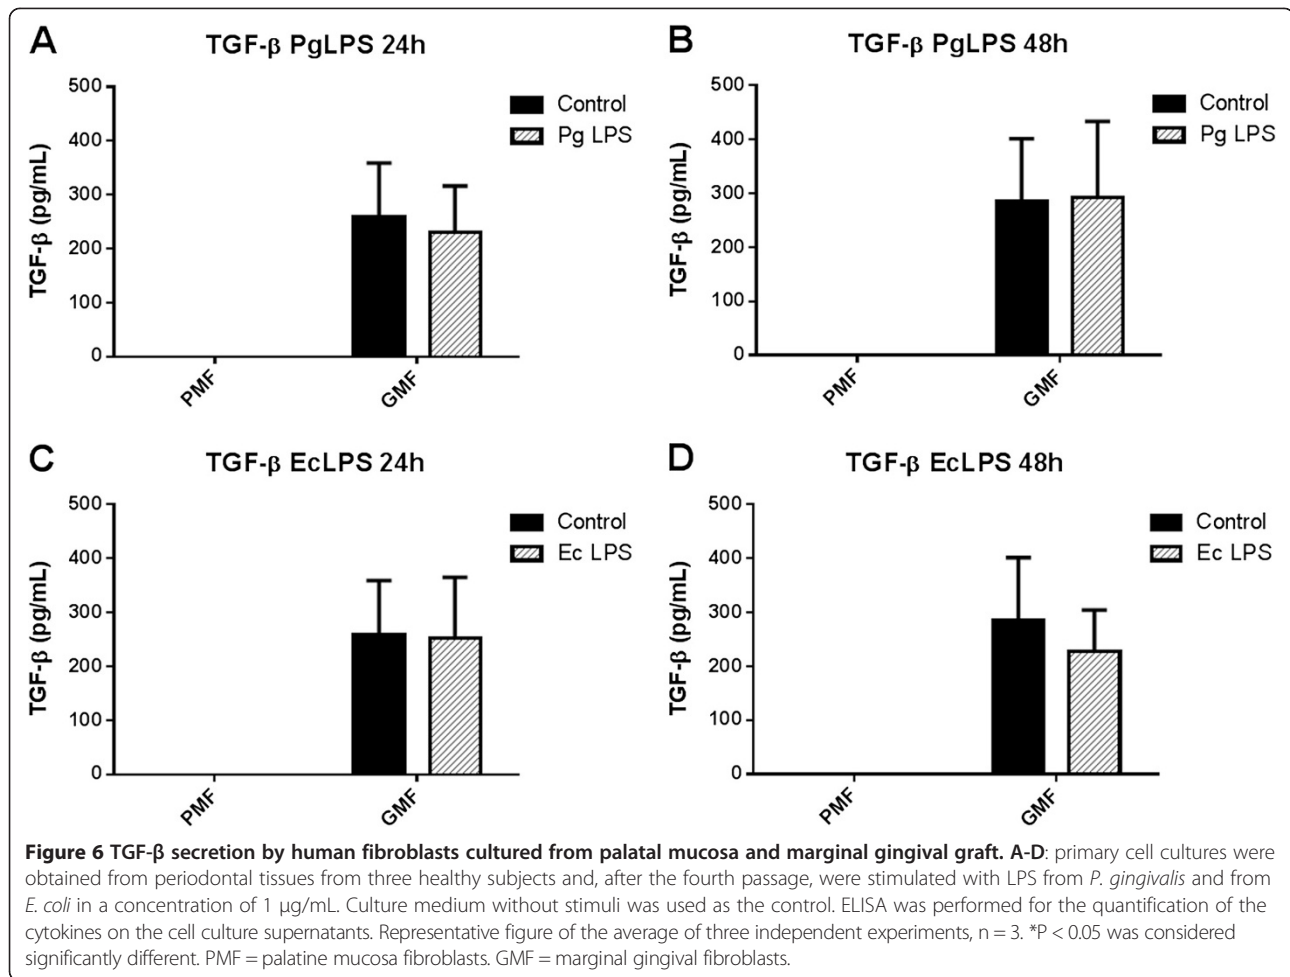 A
TGF-β PgLPS 24h
500
400
300
200
100
0
TGF-β (pg/mL)
Control
Pg LPS
PMF
GMF
B
TGF-β PgLPS 48h
500
400
300
200
100
0
TGF-β (pg/mL)
Control
Pg LPS
PMF
GMF
C
TGF-β EcLPS 24h
500
400
300
200
100
0
TGF-β (pg/mL)
Control
Ec LPS
PMF
GMF
D
TGF-β EcLPS 48h
500
400
300
200
100
0
TGF-β (pg/mL)
Control
Ec LPS
PMF
GMF
Figure 6 TGF-β secretion by human fibroblasts cultured from palatal mucosa and marginal gingival graft. A-D: primary cell cultures were
obtained from periodontal tissues from three healthy subjects and, after the fourth passage, were stimulated with LPS from P. gingivalis and from
E. coli in a concentration of 1 μg/mL. Culture medium without stimuli was used as the control. ELISA was performed for the quantification of the
cytokines on the cell culture supernatants. Representative figure of the average of three independent experiments, n = 3. *P < 0.05 was considered
significantly different. PMF = palatine mucosa fibroblasts. GMF = marginal gingival fibroblasts.